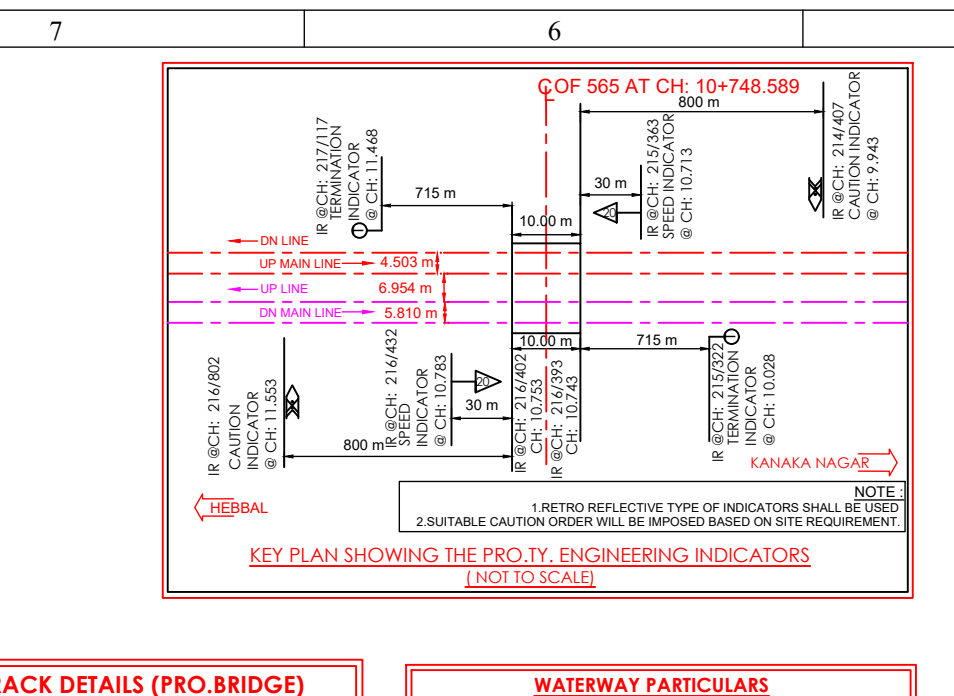 7
6
COF 565 AT CH: 10+748.589
800 m
IR @CH: 217/117
TERMINATION
INDICATOR
@ CH: 11.468
715 m
30 m
20
IR @CH: 215/363
SPEED INDICATOR
@ CH: 10.713
IR @CH: 214/407
CAUTION INDICATOR
@ CH: 9.943
10.00 m
DN LINE
UP MAIN LINE
4.503 m
UP LINE
6.954 m
DN MAIN LINE
5.810 m
10.00 m
715 m
IR @CH: 216/802
CAUTION
INDICATOR
@ CH: 11.553
800 m
IR @CH: 216/432
SPEED
INDICATOR
@ CH: 10.783
20
30 m
IR @CH: 216/402
CH: 10.753
IR @CH: 216/393
CH: 10.743
IR @CH: 215/322
TERMINATION
INDICATOR
@ CH: 10.028
KANAKA NAGAR
HEBBAL
NOTE :
1.RETRO REFLECTIVE TYPE OF INDICATORS SHALL BE USED
2.SUITABLE CAUTION ORDER WILL BE IMPOSED BASED ON SITE REQUIREMENT.
KEY PLAN SHOWING THE PRO.TY. ENGINEERING INDICATORS
( NOT TO SCALE)
RACK DETAILS (PRO.BRIDGE)
WATERWAY PARTICULARS